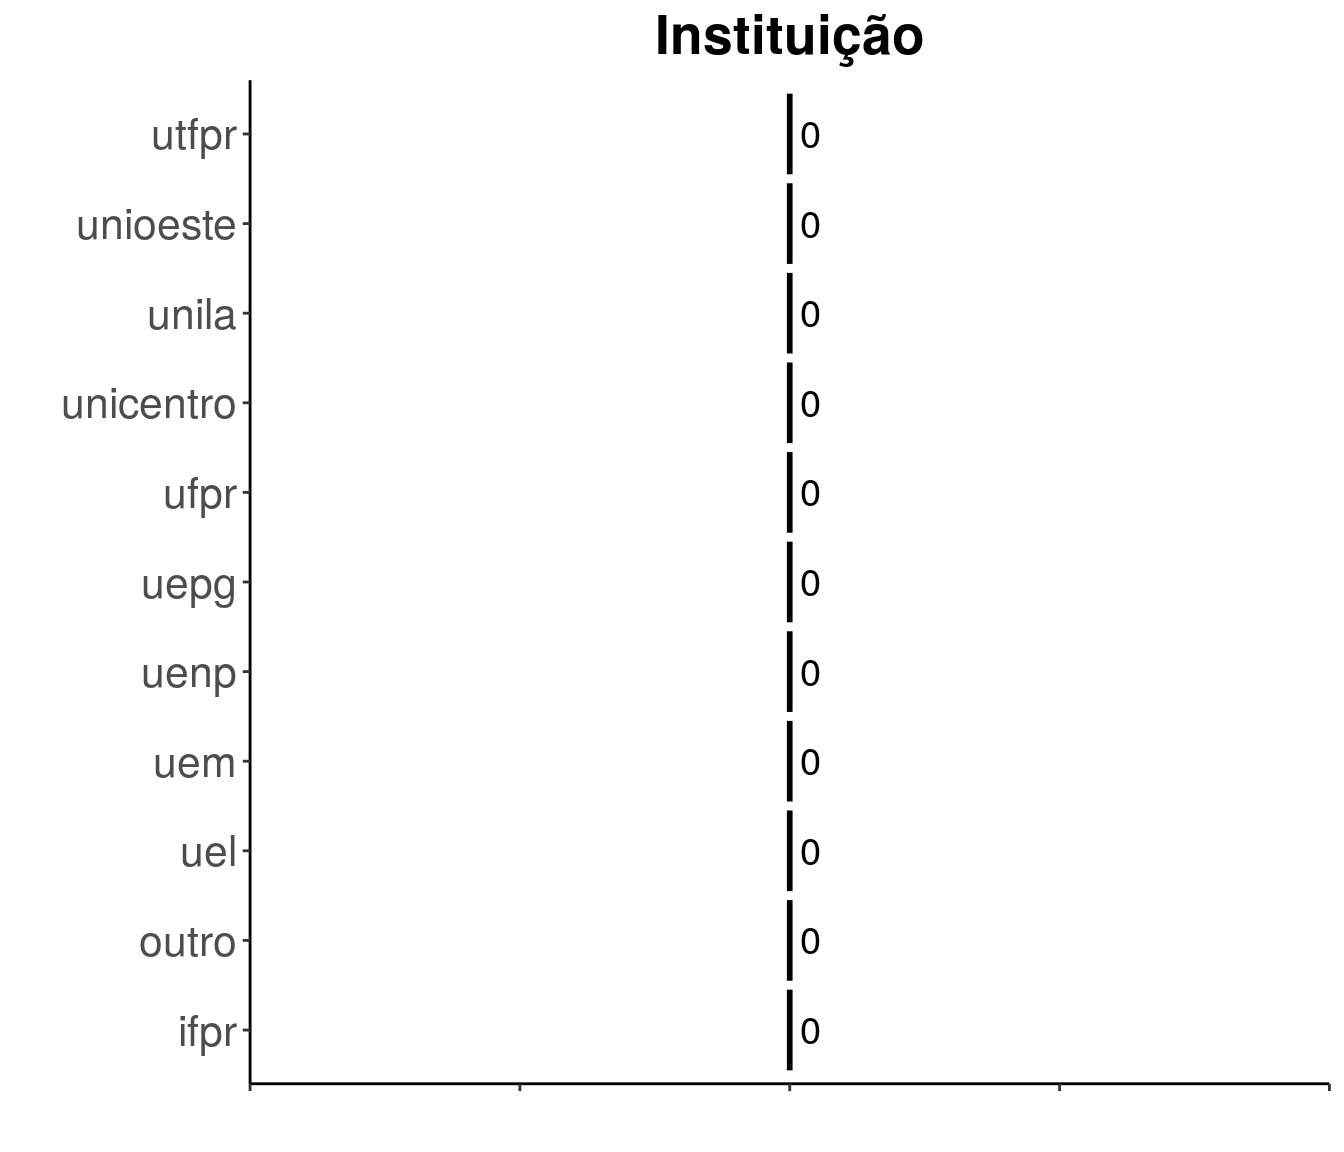 Instituição
utfpr 0
unioeste 0
unila 0
unicentro 0
ufpr 0
uepg 0
uenp 0
uem 0
uel 0
outro 0
ifpr 0